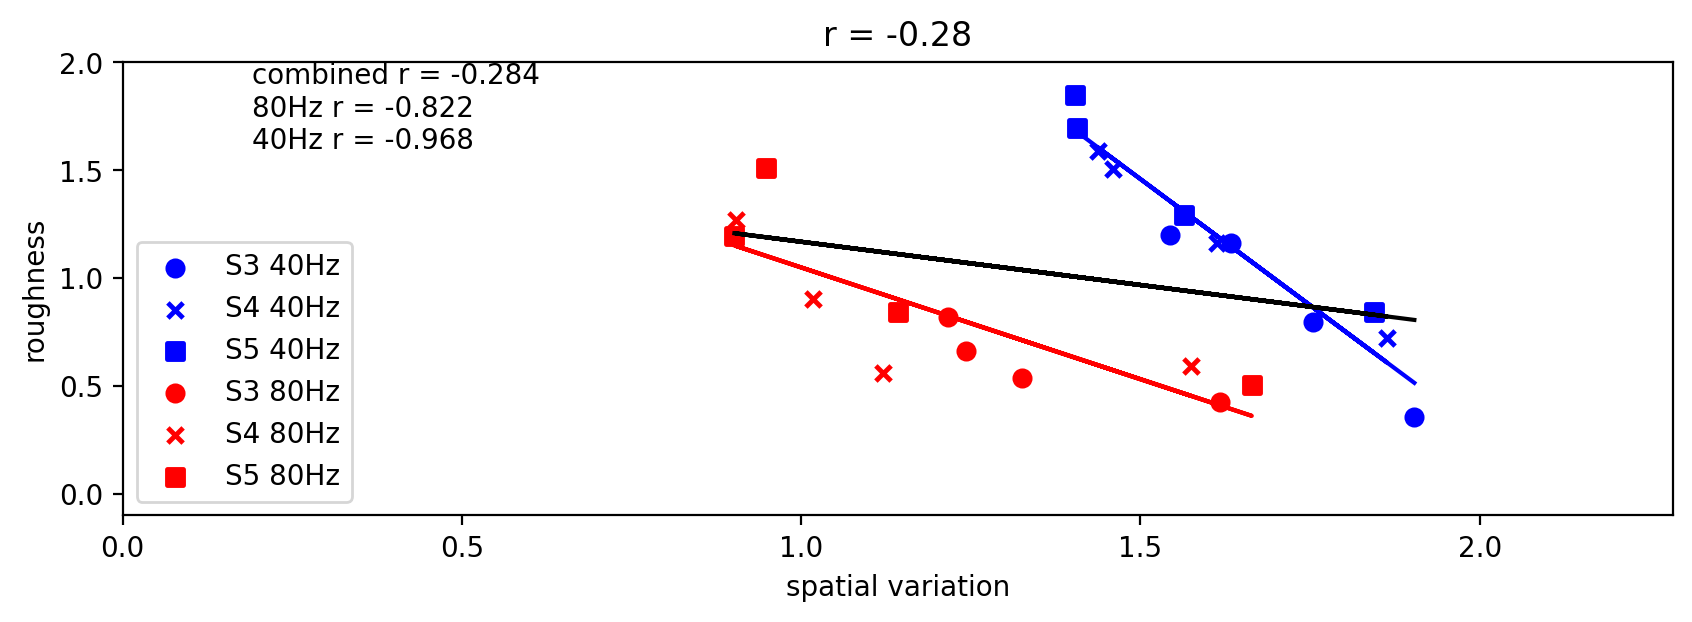 r = -0.28
combined r = -0.284
80Hz r = -0.822
40Hz r = -0.968
2.0
1.5
1.0
0.5
0.0
roughness
S3 40Hz
S4 40Hz
S5 40Hz
S3 80Hz
S4 80Hz
S5 80Hz
0.0 0.5 1.0 1.5 2.0
spatial variation